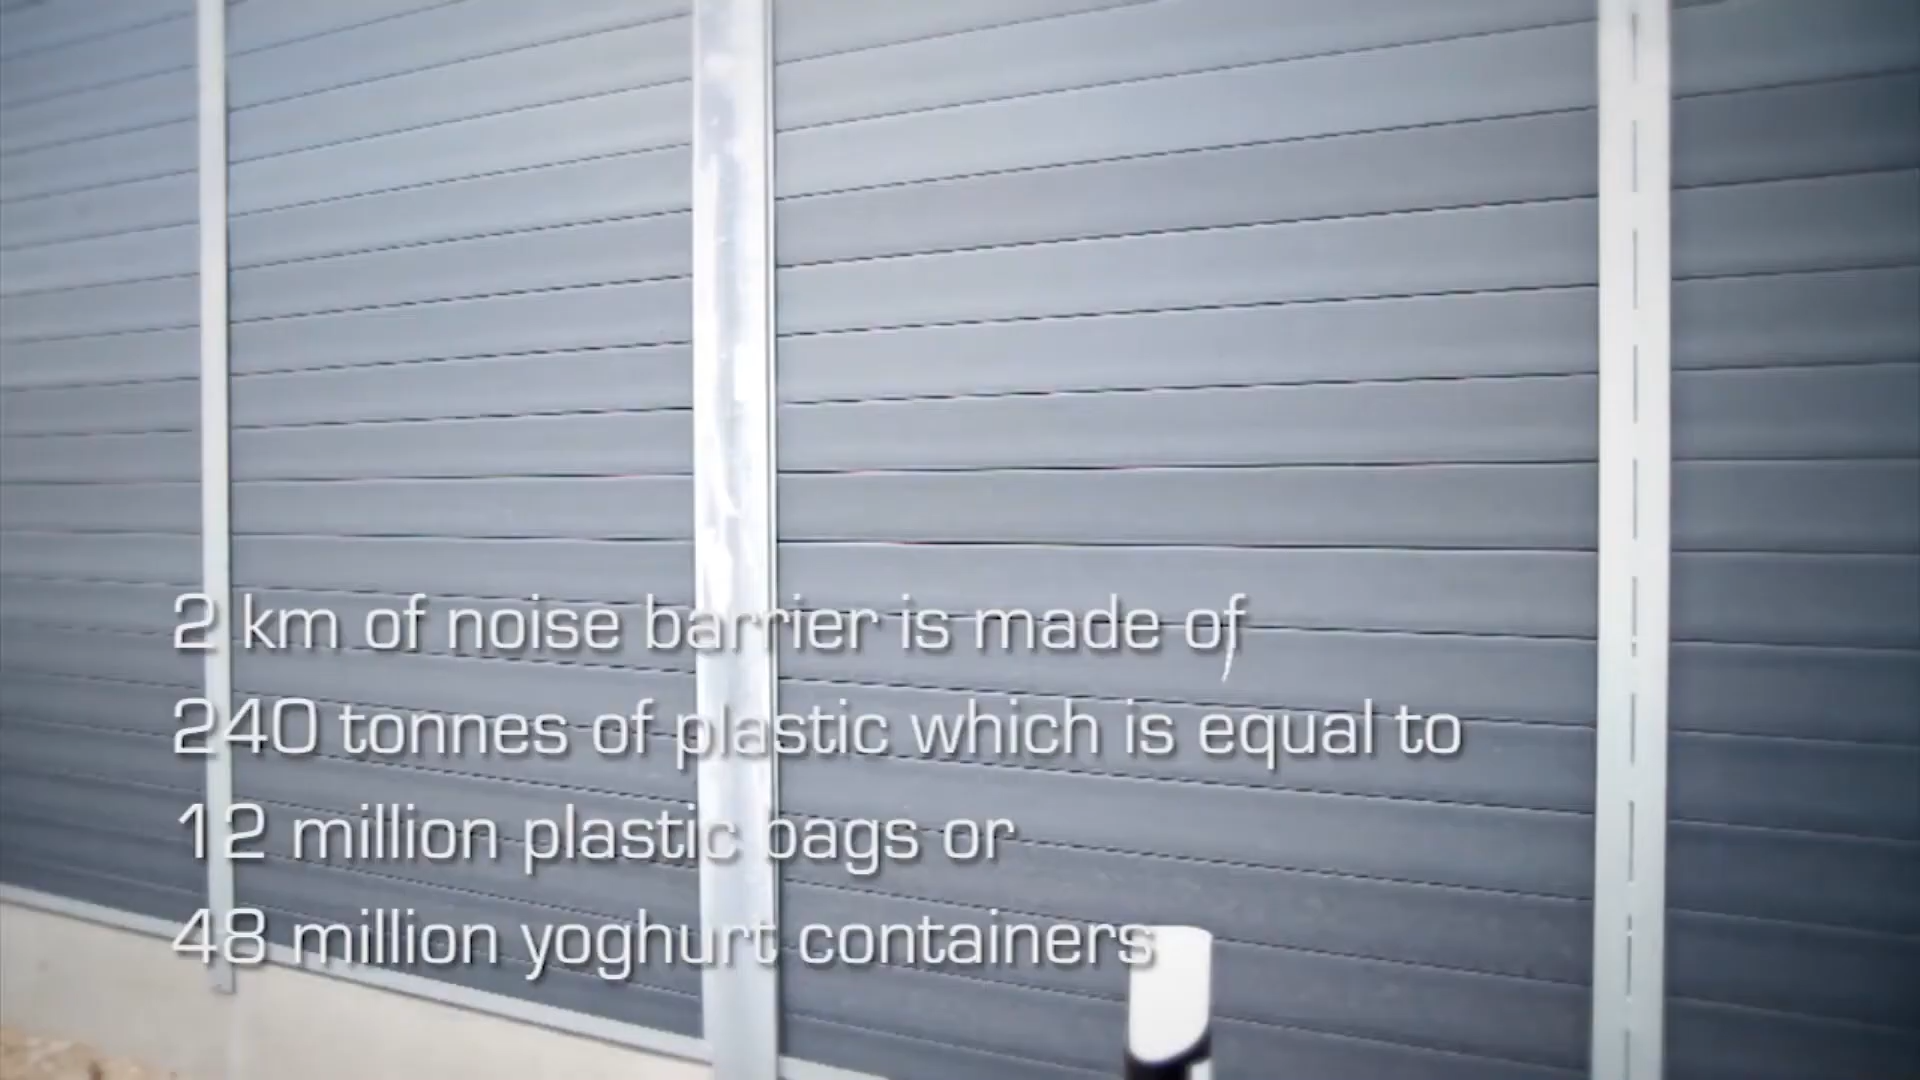 2 km of noise barrier is made of
240 tonnes of plastic which is equal to
12 million plastic bags or
48 million yoghurt containers